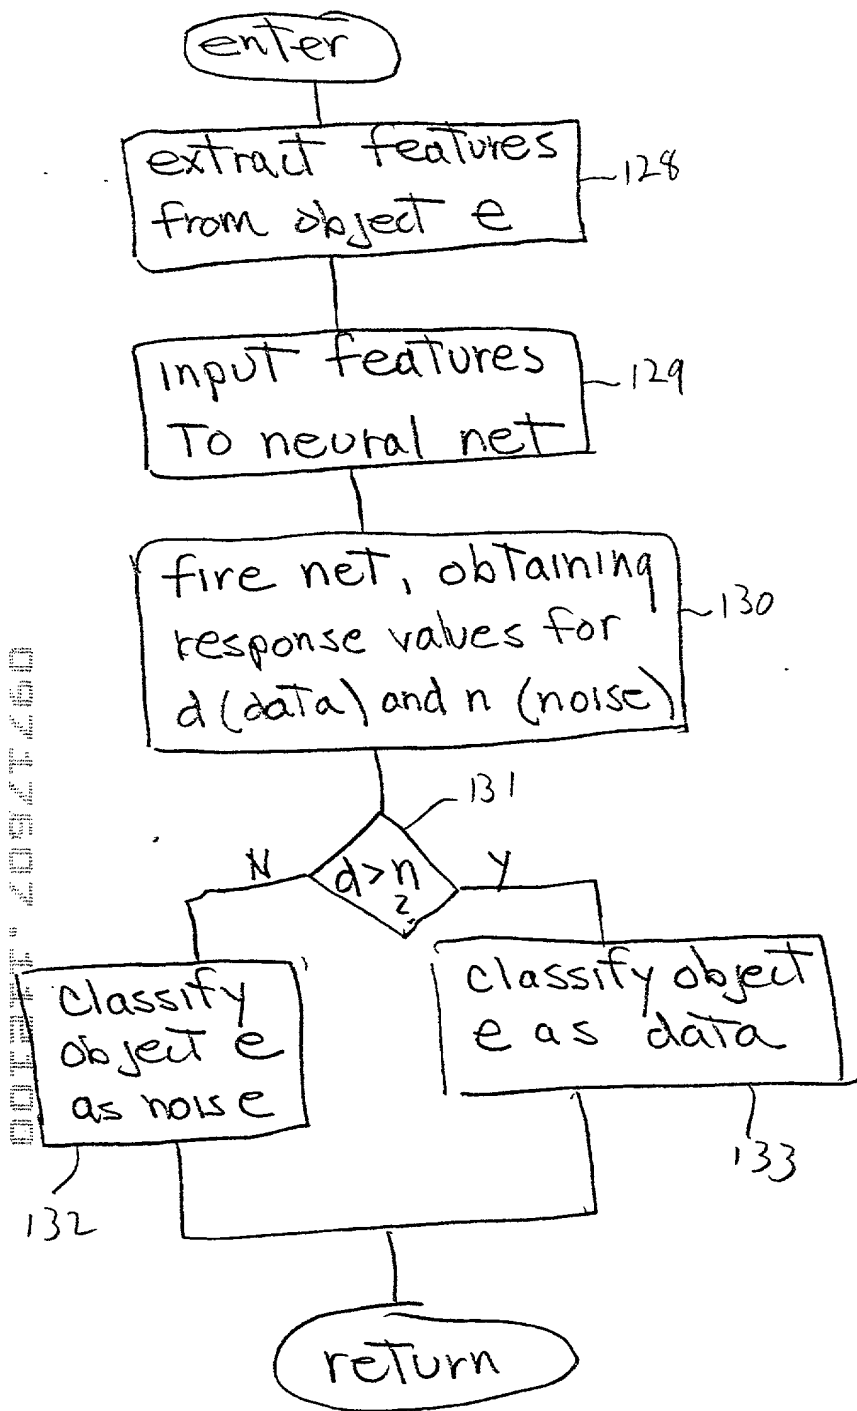 enter
extract features
from object e
128
input features
To neural net
129
fire net, obtaining
response values for
d (data) and n (noise)
130
131
N
d>n
?
Y
classify
object e
as noise
classify object
e as data
132
133
return